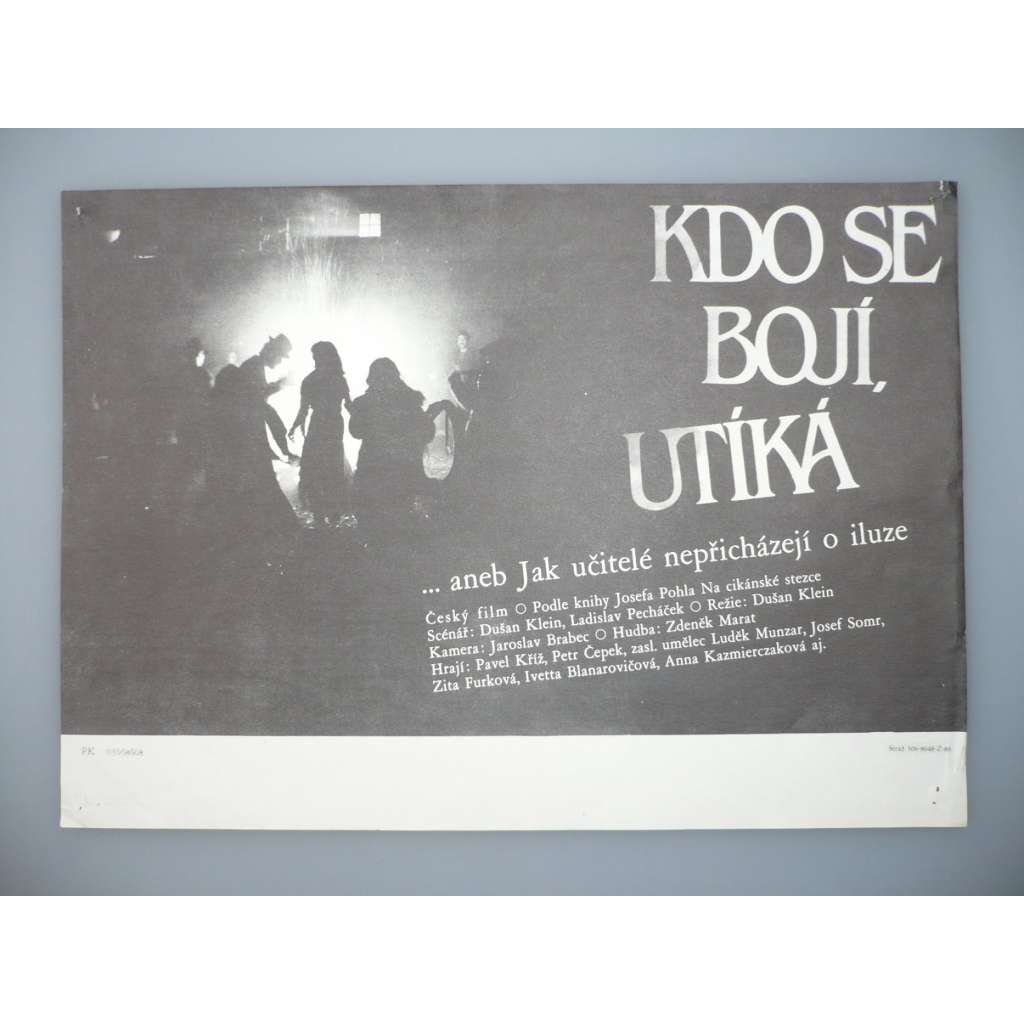 KDO SE
BOJÍ,
UTÍKÁ
... aneb Jak učitelé nepřicházejí o iluze
Český film O Podle knihy Josefa Pohla Na cikánské stezce
Scénář: Dušan Klein, Ladislav Pecháček O Režie: Dušan Klein
Kamera: Jaroslav Brabec O Hudba: Zdeněk Marat
Hrají: Pavel Kříž, Petr Čepek, zasl. umělec Luděk Munzar, Josef Somr,
Zita Furková, Ivetta Blanarovičová, Anna Kazmierczaková aj.
PK